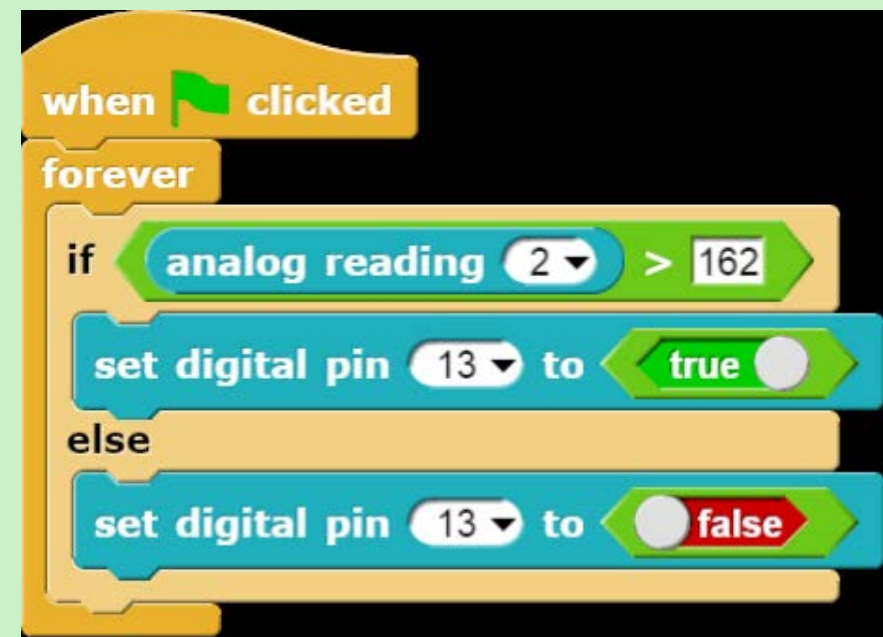 when clicked
forever
if analog reading 2 > 162
set digital pin 13 to true
else
set digital pin 13 to false